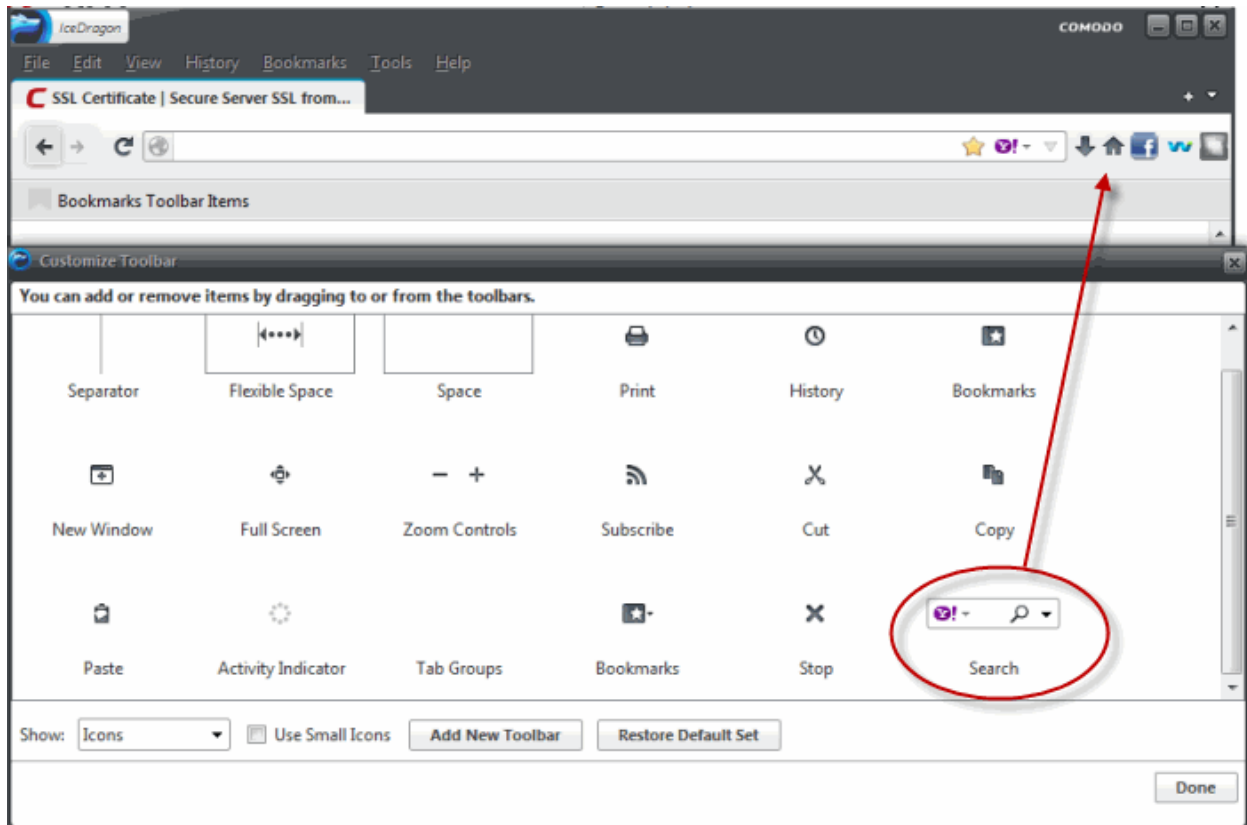 IceDragon
COMODO
File Edit View History Bookmarks Tools Help
C SSL Certificate | Secure Server SSL from...
Y! f
Bookmarks Toolbar Items
Customize Toolbar
You can add or remove items by dragging to or from the toolbars.
Separator Flexible Space Space Print History Bookmarks
New Window Full Screen Zoom Controls Subscribe Cut Copy
Y!
Paste Activity Indicator Tab Groups Bookmarks Stop Search
Show: Icons Use Small Icons Add New Toolbar Restore Default Set
Done